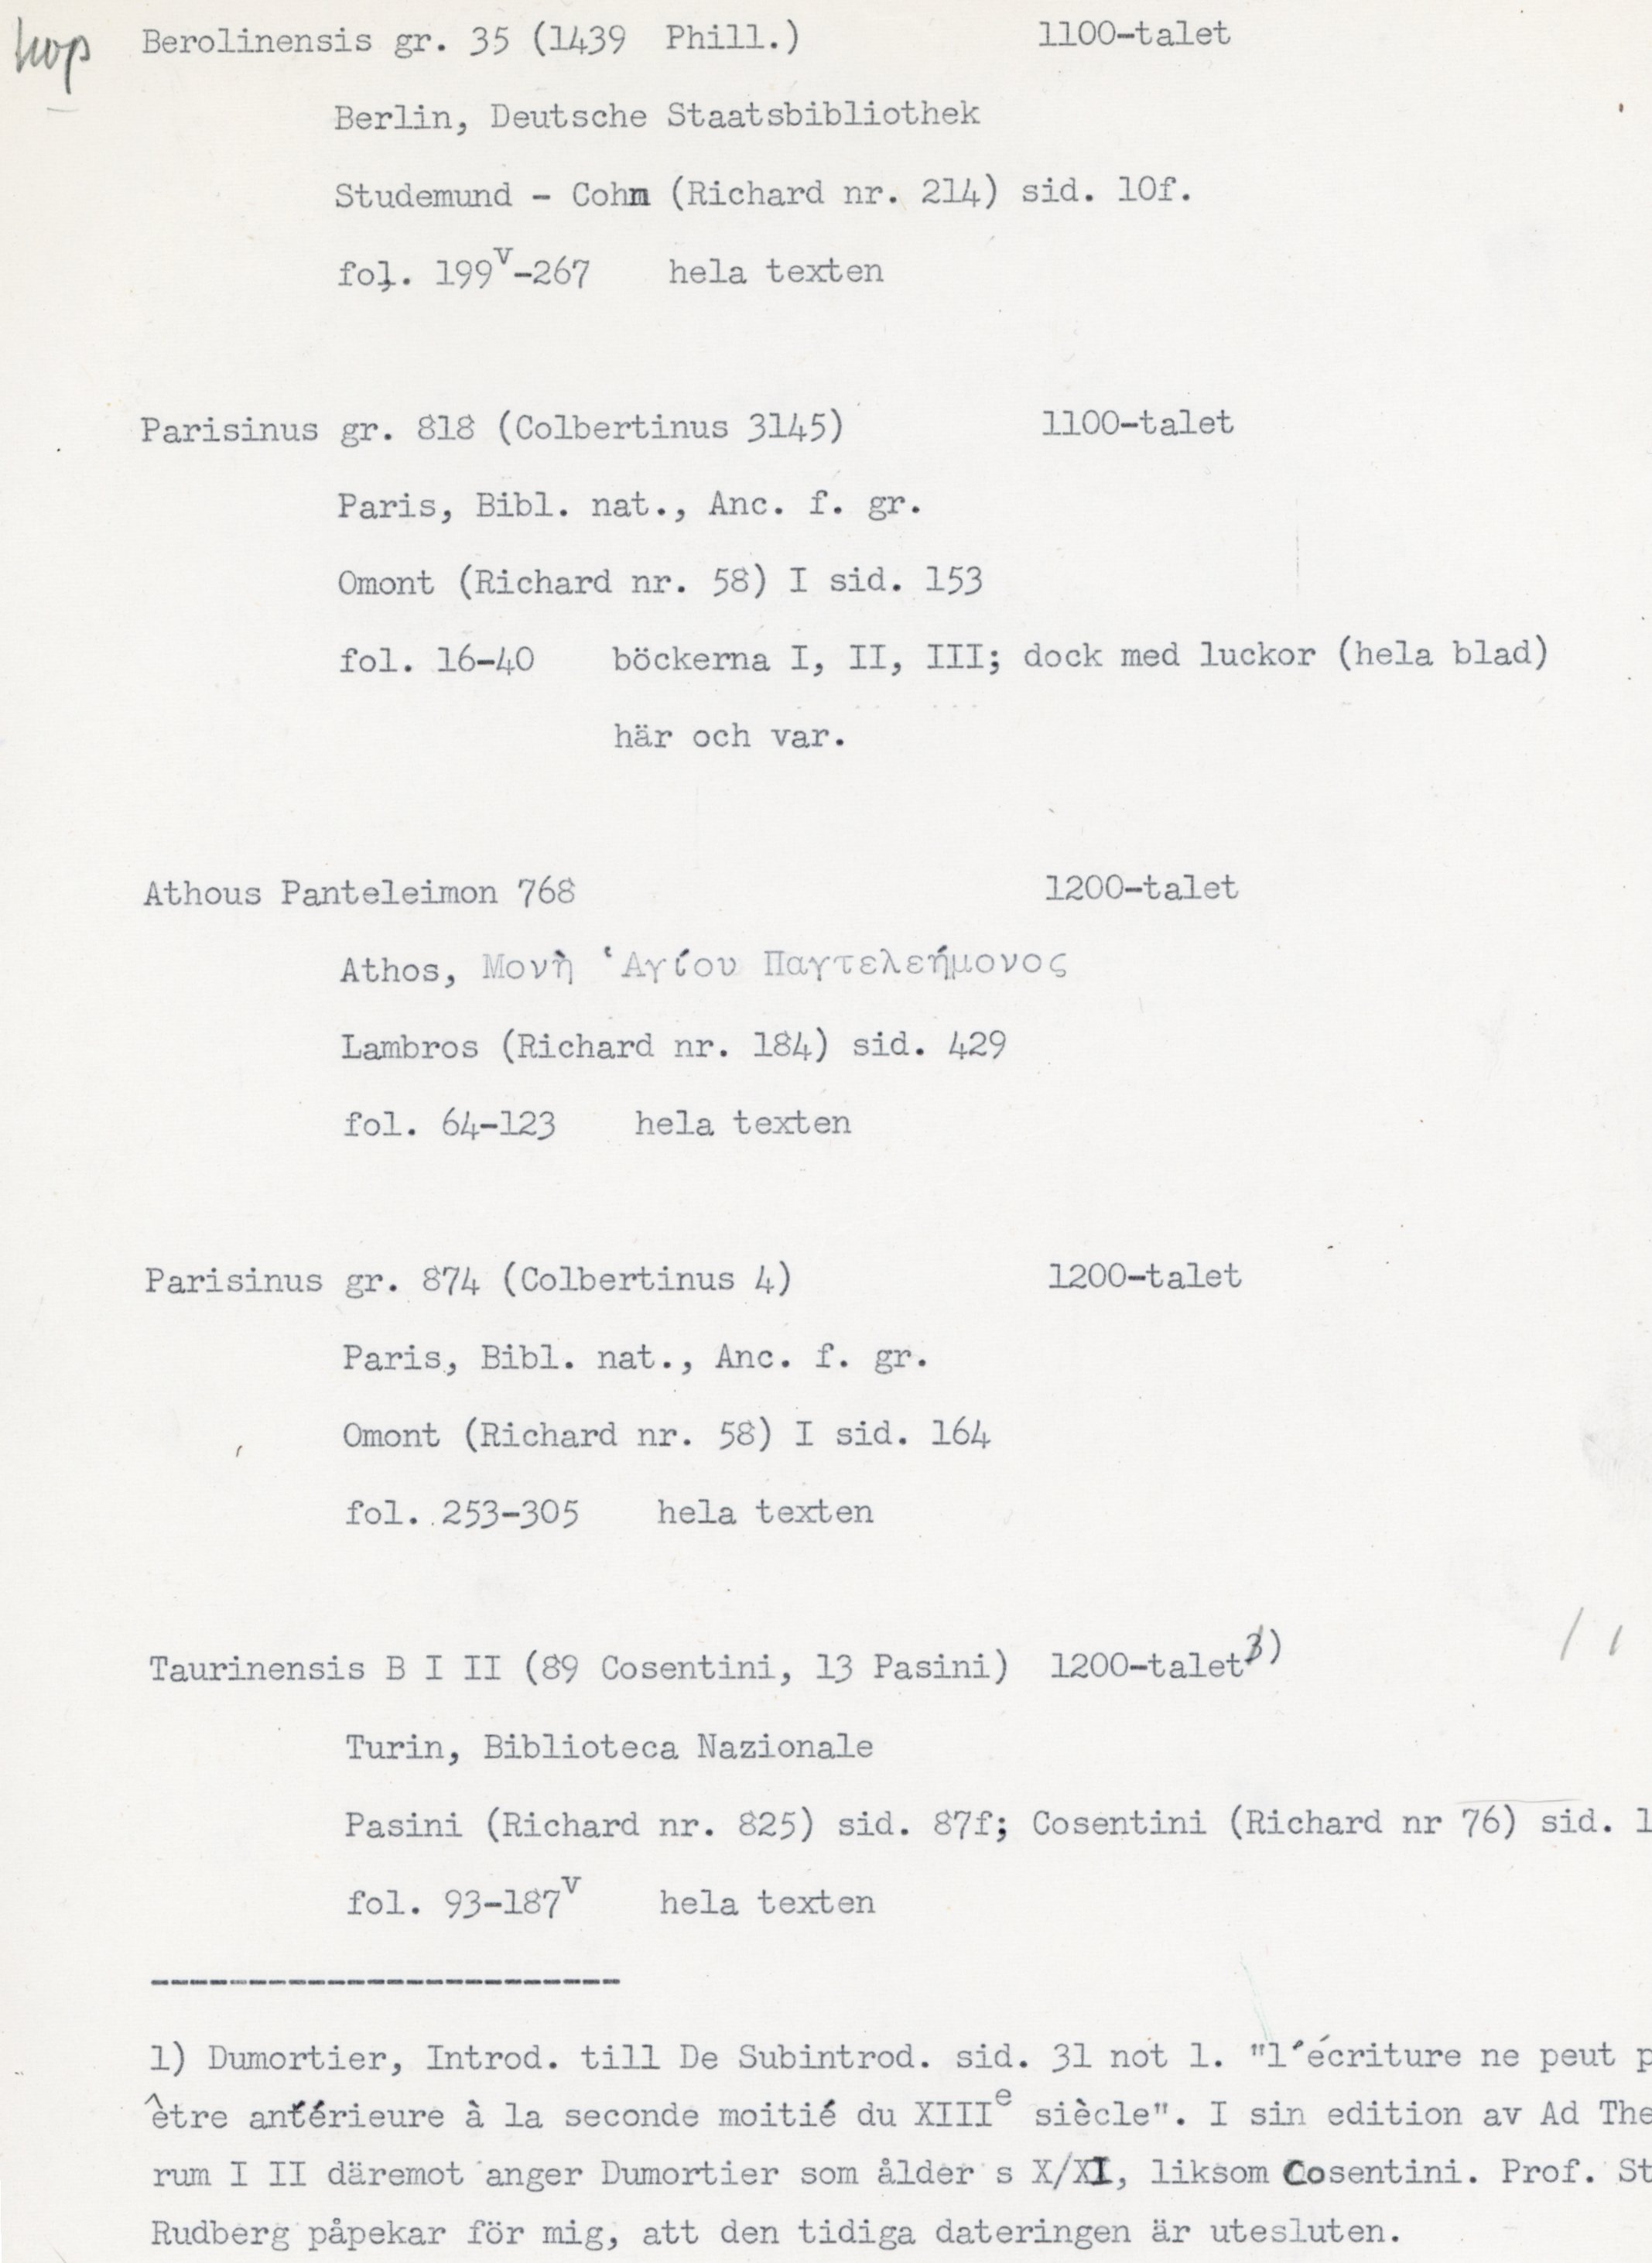 hop Berolinensis gr. 35 (1439 Phill.) 1100-talet
Berlin, Deutsche Staatsbibliothek
Studemund - Cohn (Richard nr. 214) sid. 10f.
fol. 199v-267 hela texten
Parisinus gr. 818 (Colbertinus 3145) 1100-talet
Paris, Bibl. nat., Anc. f. gr.
Omont (Richard nr. 58) I sid. 153
fol. 16-40 böckerna I, II, III; dock med luckor (hela blad)
här och var.
Athous Panteleimon 768 1200-talet
Athos, Μονὴ ʽΑγίου Παγτελεήμονος
Lambros (Richard nr. 184) sid. 429
fol. 64-123 hela texten
Parisinus gr. 874 (Colbertinus 4) 1200-talet
Paris, Bibl. nat., Anc. f. gr.
Omont (Richard nr. 58) I sid. 164
fol. 253-305 hela texten
Taurinensis B I II (89 Cosentini, 13 Pasini) 1200-talet
Turin, Biblioteca Nazionale
Pasini (Richard nr. 825) sid. 87f; Cosentini (Richard nr 76) sid. 1
fol. 93-187v hela texten
1) Dumortier, Introd. till De Subintrod. sid. 31 not 1. "l'écriture ne peut p
être antérieure à la seconde moitié du XIIIe siècle". I sin edition av Ad The
rum I II däremot anger Dumortier som ålder s X/XI, liksom Cosentini. Prof. St
Rudberg påpekar för mig, att den tidiga dateringen är utesluten.